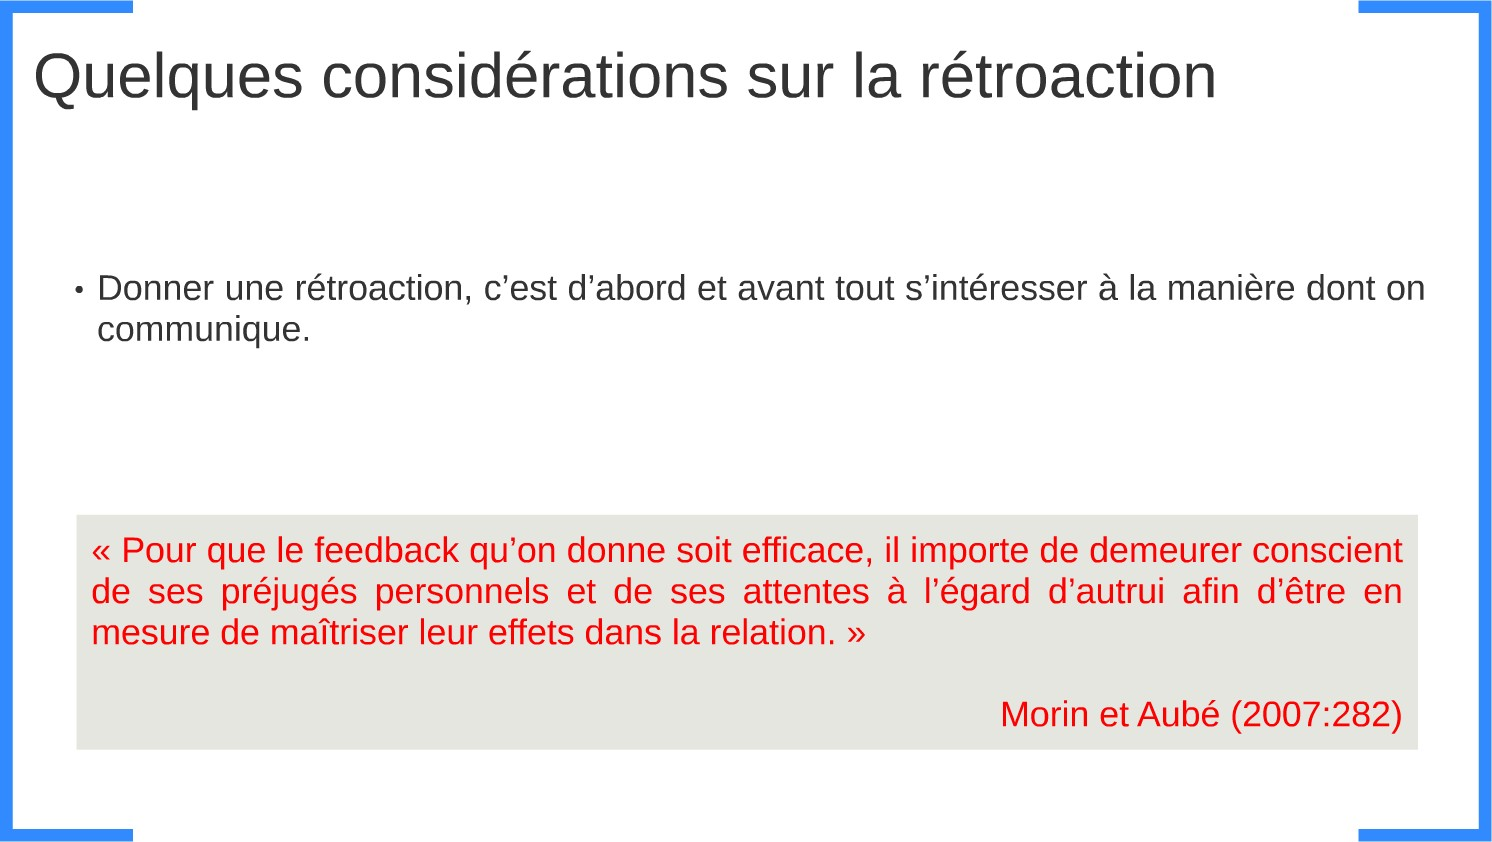 Quelques considérations sur la rétroaction
• Donner une rétroaction, c’est d’abord et avant tout s’intéresser à la manière dont on
communique.
« Pour que le feedback qu’on donne soit efficace, il importe de demeurer conscient
de ses préjugés personnels et de ses attentes à l’égard d’autrui afin d’être en
mesure de maîtriser leur effets dans la relation. »
Morin et Aubé (2007:282)